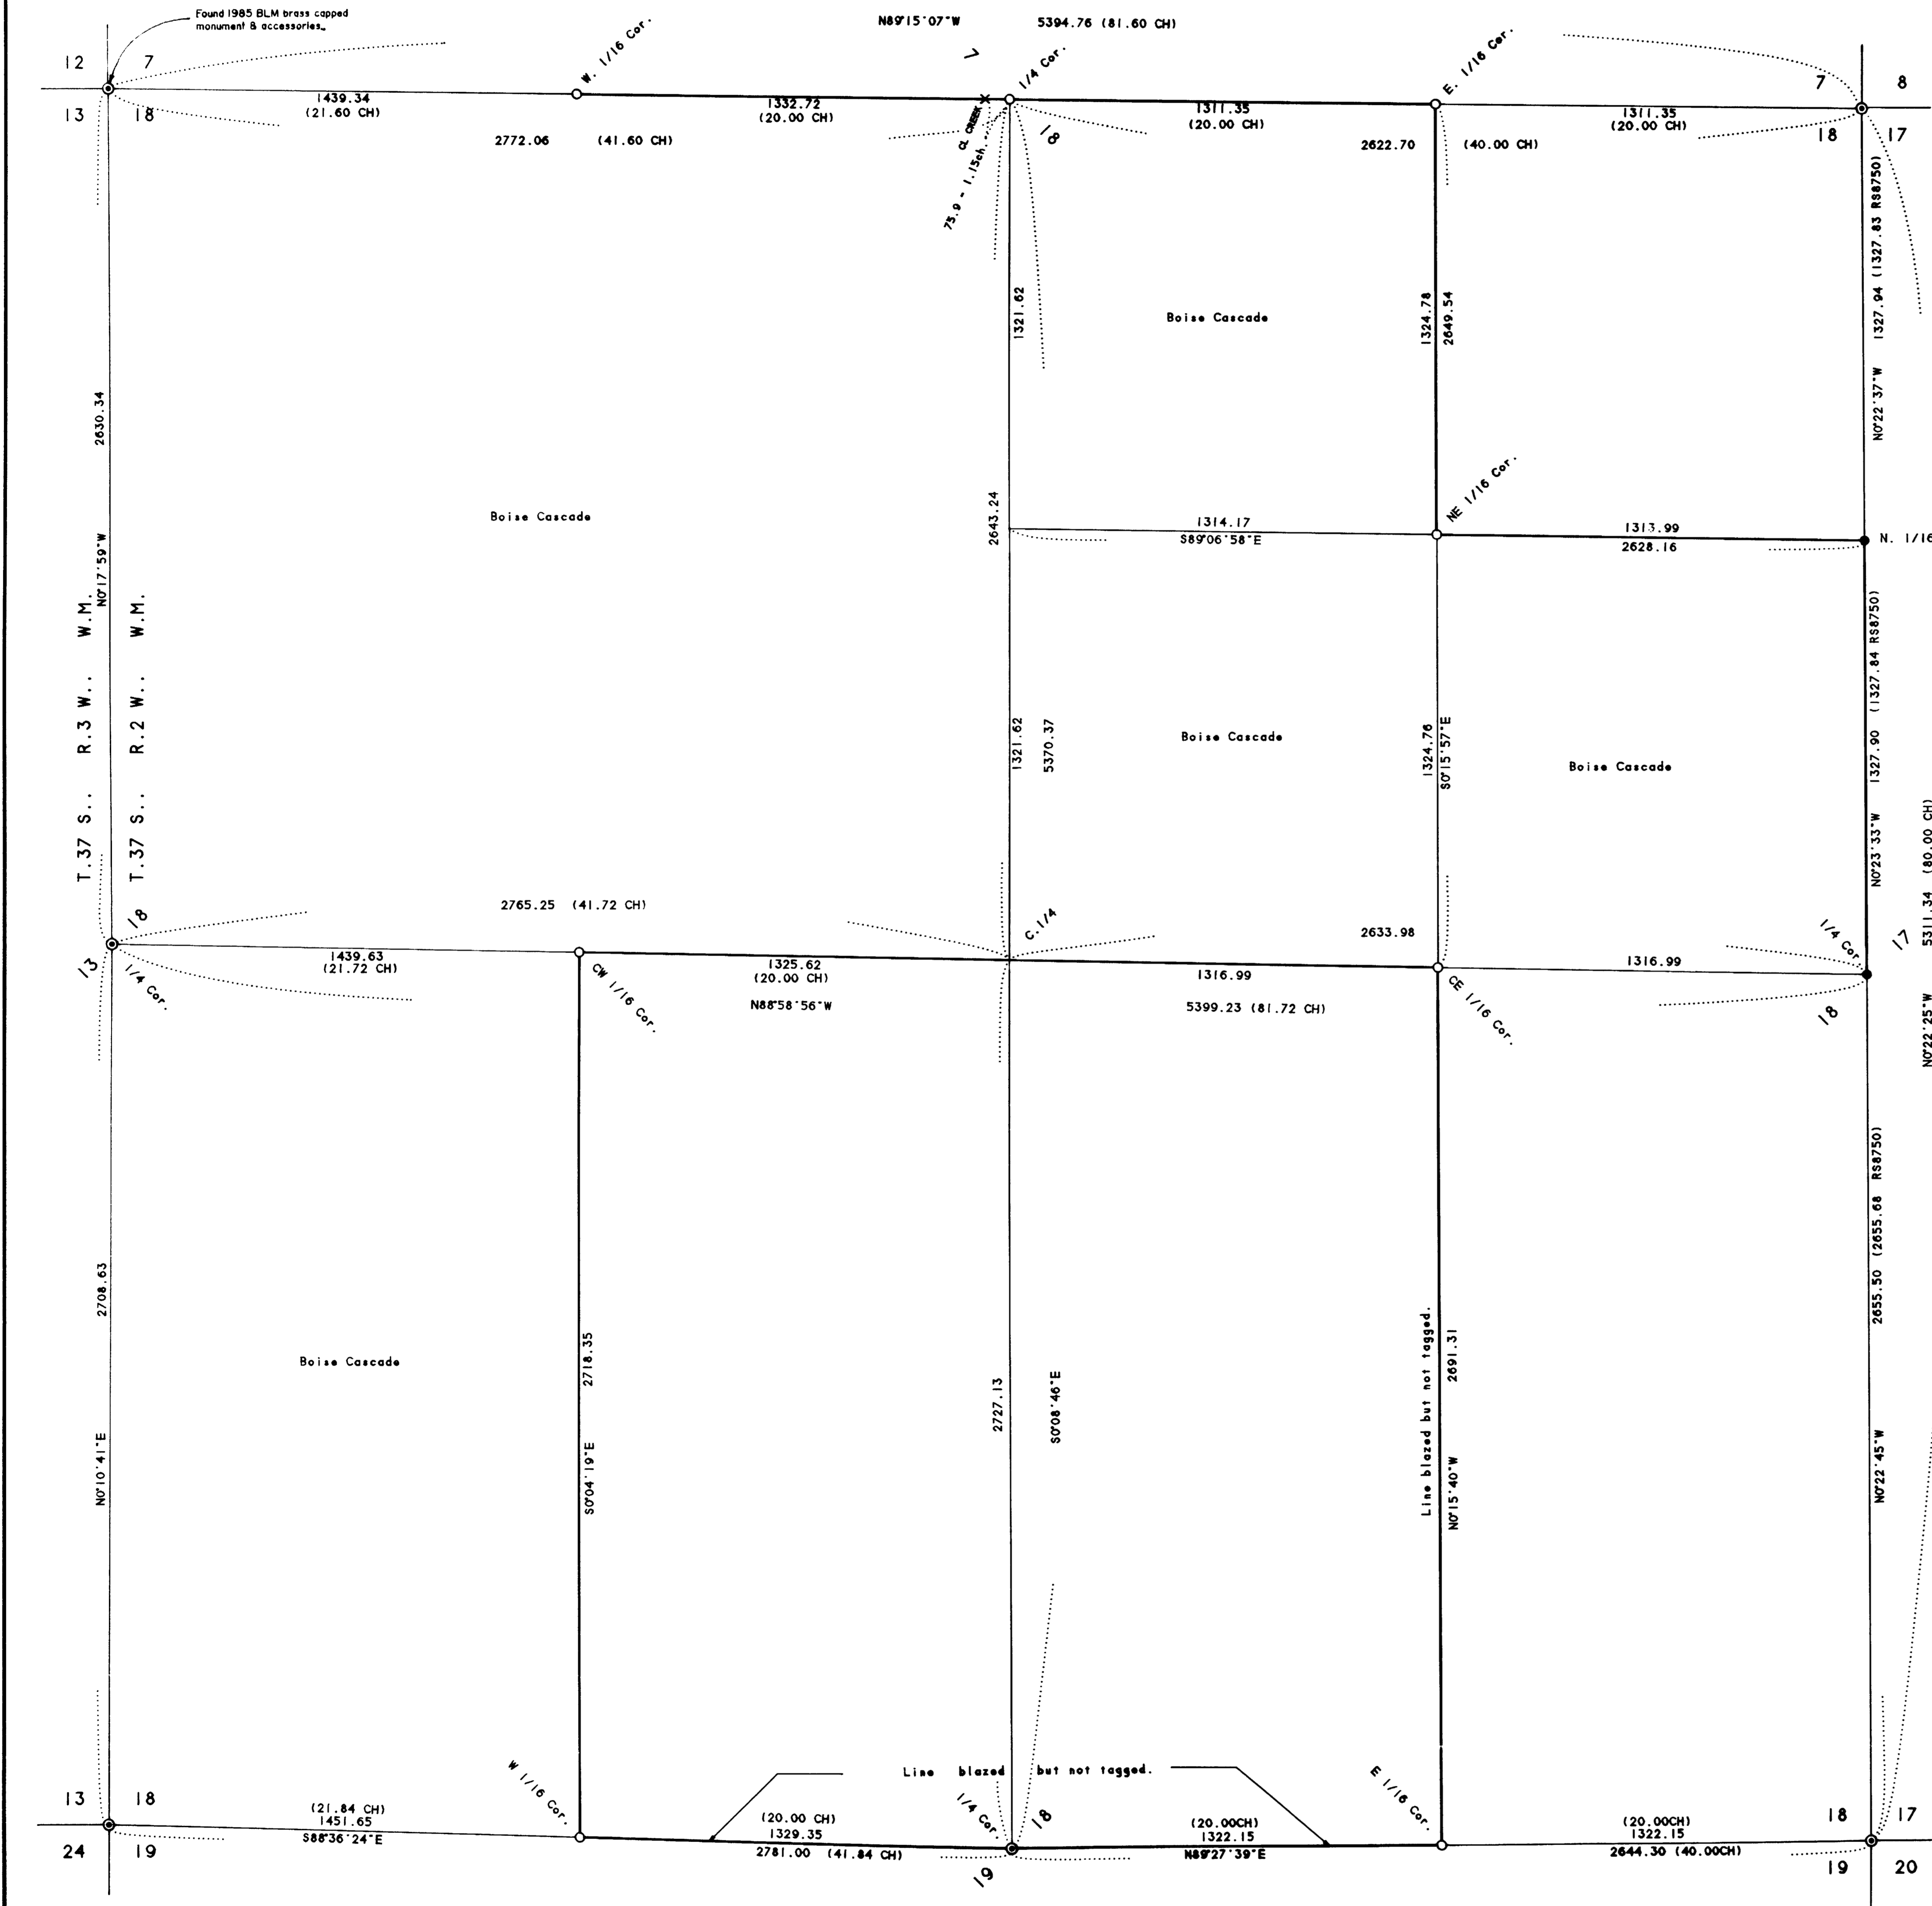 Found 1985 BLM brass capped
monument & accessories.
N89°15'07"W 5394.76 (81.60 CH)
12 7
13 18
W. 1/16 Cor.
7
1/4 Cor.
E. 1/16 Cor.
7 8
18 17
1439.34
(21.60 CH)
1332.72
(20.00 CH)
1311.35
(20.00 CH)
1311.35
(20.00 CH)
2772.06 (41.60 CH)
CL CREEK
75.9 - 1.15ch.
18
2622.70 (40.00 CH)
N0°22'37"W 1327.94 (1327.83 RS8750)
1321.62
Boise Cascade
1324.78
2649.54
N0°17'59"W 2630.34
Boise Cascade
2643.24
NE 1/16 Cor.
1314.17
S89°06'58"E
1313.99
2628.16
N. 1/16
T.37 S.. R.3 W.. W.M.
T.37 S.. R.2 W.. W.M.
1321.62
5370.37
Boise Cascade
1324.76
S0°15'57"E
Boise Cascade
N0°23'33"W 1327.90 (1327.84 RS8750)
N0°22'25"W 5311.34 (80.00 CH)
18
13
1/4 Cor.
2765.25 (41.72 CH)
C.1/4
2633.98
1/4 Cor
17
18
1439.63
(21.72 CH)
CW 1/16 Cor.
1325.62
(20.00 CH)
N88°58'56"W
1316.99
5399.23 (81.72 CH)
CE 1/16 Cor.
1316.99
N0°10'41"E 2708.63
Boise Cascade
S0°04'19"E 2718.35
2727.13
S0°08'46"E
Line blazed but not tagged.
N0°15'40"W 2691.31
N0°22'45"W 2655.50 (2655.68 RS8750)
Line blazed but not tagged.
13 18
24 19
(21.84 CH)
1451.65
S88°36'24"E
W 1/16 Cor.
(20.00 CH)
1329.35
2781.00 (41.84 CH)
1/4 Cor.
18
19
(20.00CH)
1322.15
N89°27'39"E
E 1/16 Cor.
(20.00CH)
1322.15
2644.30 (40.00CH)
18 17
19 20